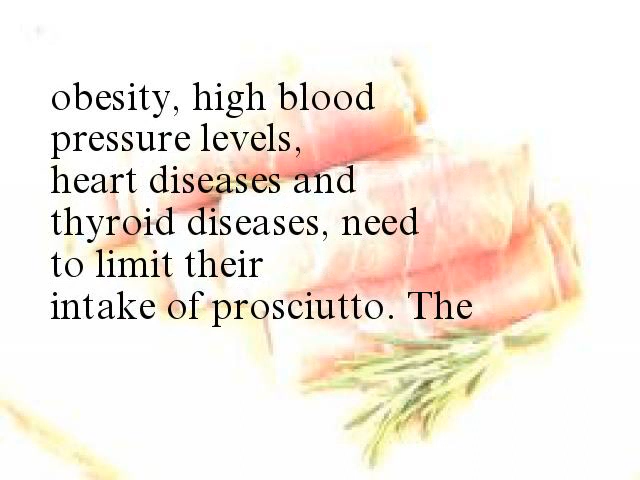 obesity, high blood
pressure levels,
heart diseases and
thyroid diseases, need
to limit their
intake of prosciutto. The